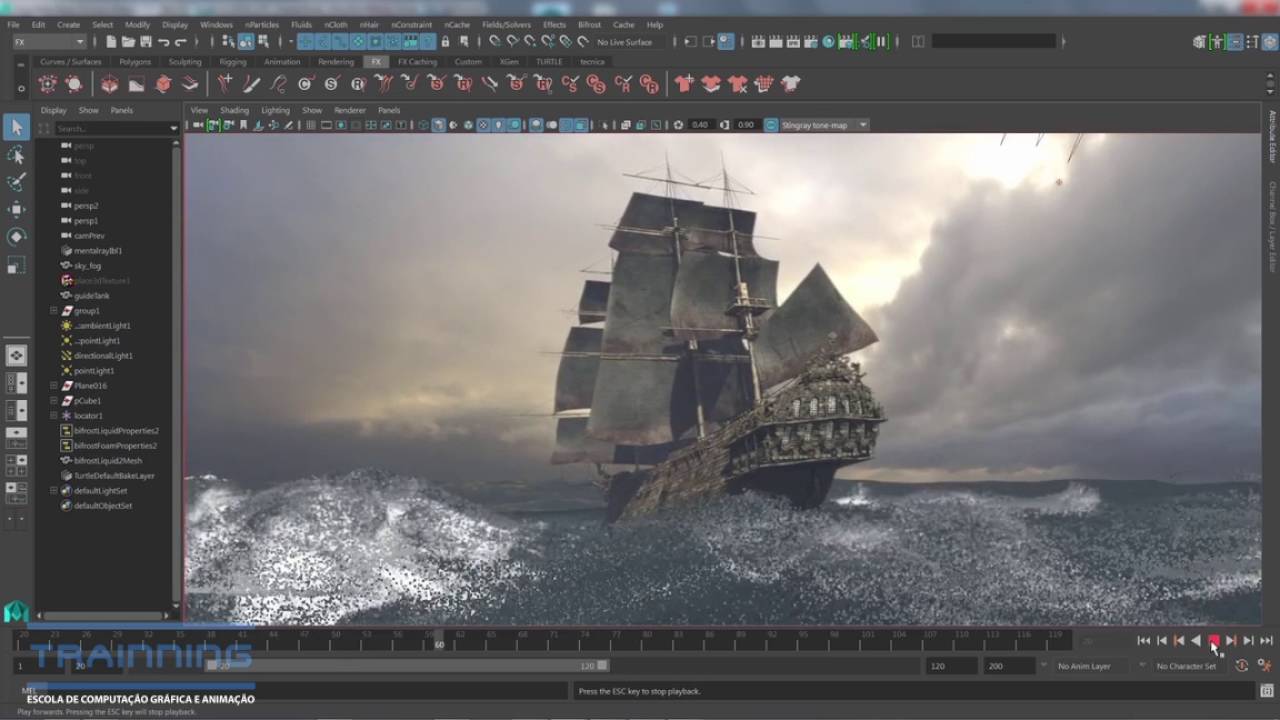 File Edit Create Select Modify Display Windows nParticles Fluids nCloth nHair nConstraint nCache Fields/Solvers Effects Bifrost Cache Help
FX No Live Surface
Curves / Surfaces Polygons Sculpting Rigging Animation Rendering FX FX Caching Custom XGen TURTLE tecnica
Display Show Panels
View Shading Lighting Show Renderer Panels
Search...
0.40 0.90 Stingray tone-map
persp
top
front
side
persp2
persp1
camPrev
mentalrayIbl1
sky_fog
place3dTexture1
guideTank
group1
..:ambientLight1
..:pointLight1
directionalLight1
pointLight1
Plane016
pCube1
locator1
bifrostLiquidProperties2
bifrostFoamProperties2
bifrostLiquid2Mesh
TurtleDefaultBakeLayer
defaultLightSet
defaultObjectSet
Attribute Editor
Channel Box / Layer Editor
20 23 26 29 32 35 38 41 44 47 50 53 56 59 62 65 68 71 74 77 80 83 86 89 92 95 98 101 104 107 110 113 116 119
60
TRAINNING
1 20 20 120 120 200 No Anim Layer No Character Set
MEL Press the ESC key to stop playback.
ESCOLA DE COMPUTAÇÃO GRÁFICA E ANIMAÇÃO
Play forwards. Pressing the ESC key will stop playback.